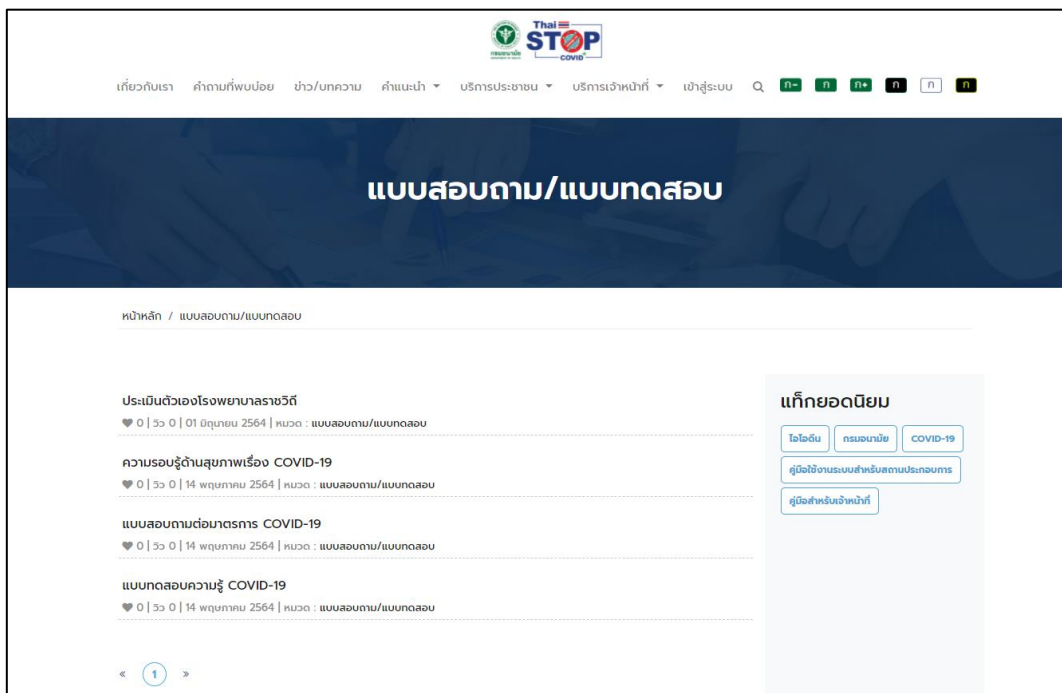 กรมอนามัย
DEPARTMENT OF HEALTH
Thai
STOP
COVID
เกี่ยวกับเรา คำถามที่พบบ่อย ข่าว/บทความ คำแนะนำ บริการประชาชน บริการเจ้าหน้าที่ เข้าสู่ระบบ ก- ก ก+ ก ก ก
แบบสอบถาม/แบบทดสอบ
หน้าหลัก / แบบสอบถาม/แบบทดสอบ
ประเมินตัวเองโรงพยาบาลราชวิถี
0 | วิว 0 | 01 มิถุนายน 2564 | หมวด : แบบสอบถาม/แบบทดสอบ
ความรอบรู้ด้านสุขภาพเรื่อง COVID-19
0 | วิว 0 | 14 พฤษภาคม 2564 | หมวด : แบบสอบถาม/แบบทดสอบ
แบบสอบถามต่อมาตรการ COVID-19
0 | วิว 0 | 14 พฤษภาคม 2564 | หมวด : แบบสอบถาม/แบบทดสอบ
แบบทดสอบความรู้ COVID-19
0 | วิว 0 | 14 พฤษภาคม 2564 | หมวด : แบบสอบถาม/แบบทดสอบ
« 1 »
แท็กยอดนิยม
ไอโอดีน กรมอนามัย COVID-19
คู่มือใช้งานระบบสำหรับสถานประกอบการ
คู่มือสำหรับเจ้าหน้าที่